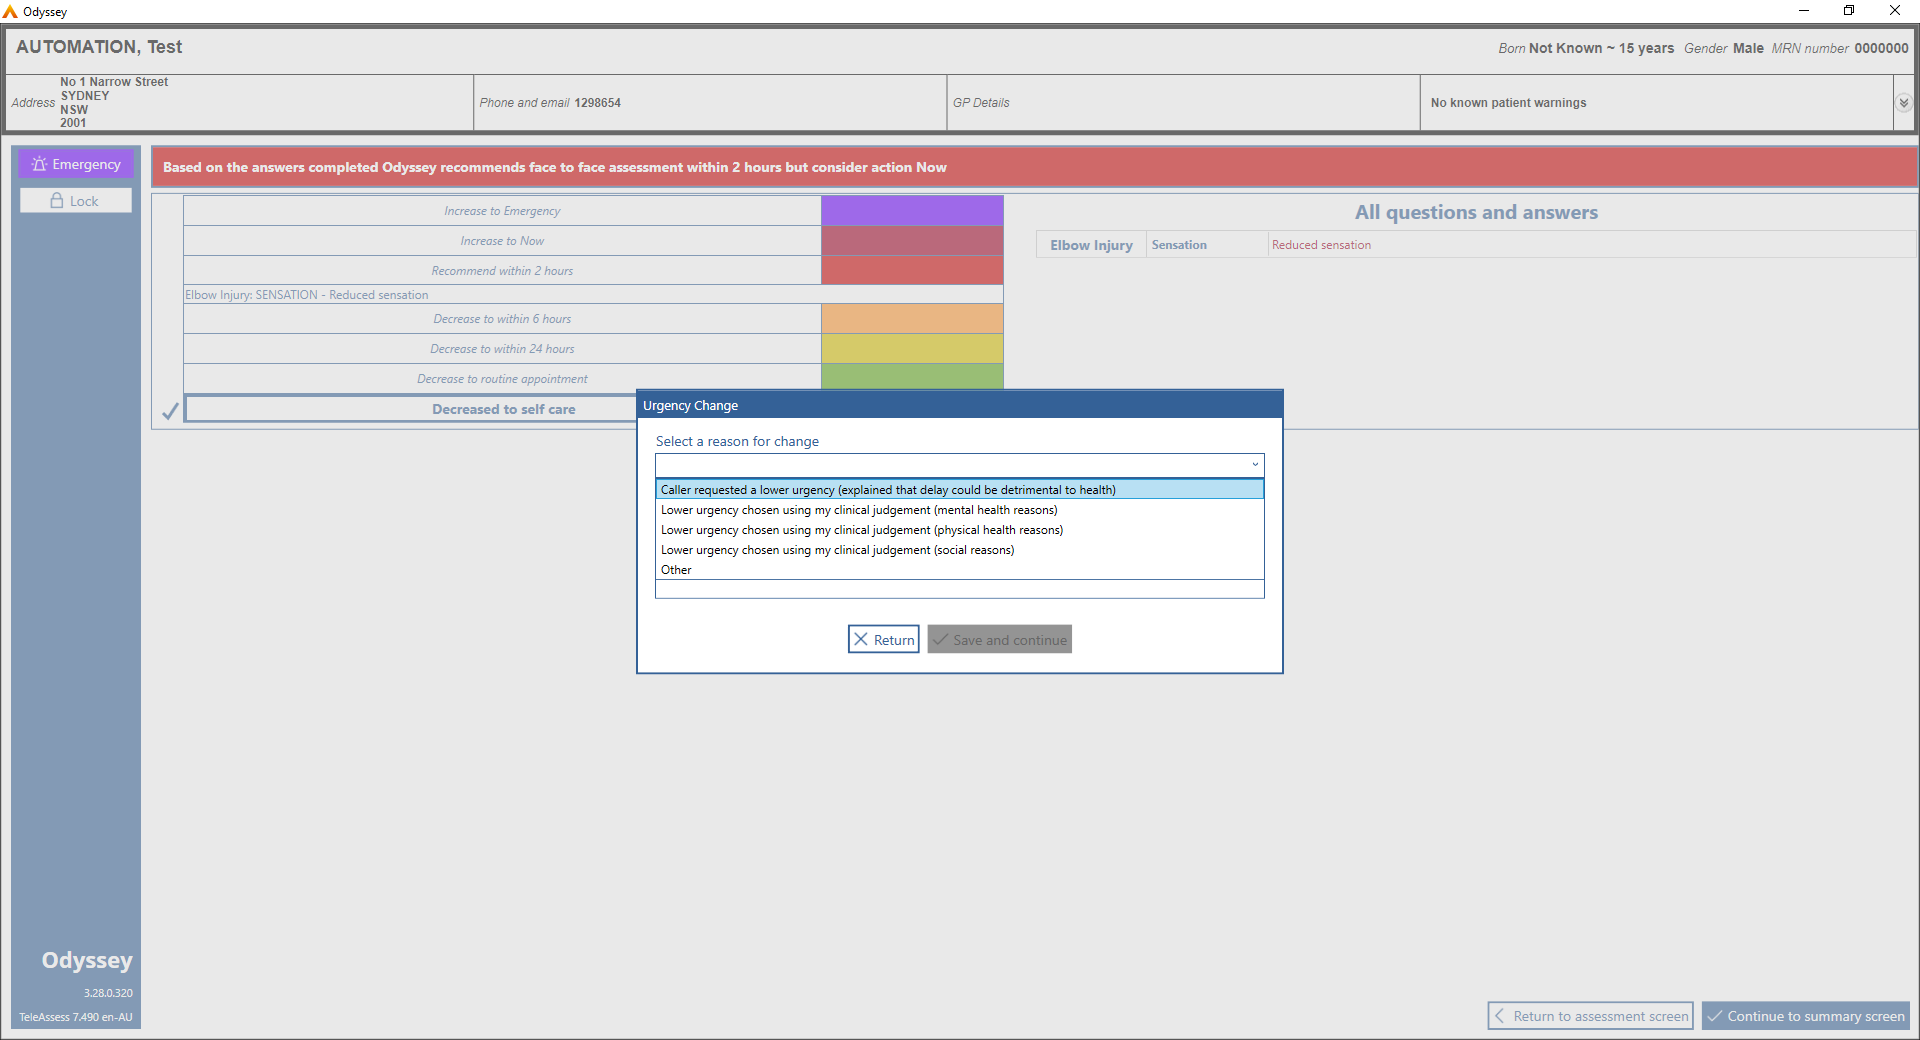 Odyssey
AUTOMATION, Test
Born Not Known ~ 15 years Gender Male MRN number 0000000
Address
No 1 Narrow Street
SYDNEY
NSW
2001
Phone and email 1298654
GP Details
No known patient warnings
Emergency
Lock
Based on the answers completed Odyssey recommends face to face assessment within 2 hours but consider action Now
Increase to Emergency
Increase to Now
Recommend within 2 hours
Elbow Injury: SENSATION - Reduced sensation
Decrease to within 6 hours
Decrease to within 24 hours
Decrease to routine appointment
Decreased to self care
All questions and answers
Elbow Injury Sensation Reduced sensation
Urgency Change
Select a reason for change
Caller requested a lower urgency (explained that delay could be detrimental to health)
Lower urgency chosen using my clinical judgement (mental health reasons)
Lower urgency chosen using my clinical judgement (physical health reasons)
Lower urgency chosen using my clinical judgement (social reasons)
Other
Return
Save and continue
Odyssey
3.28.0.320
TeleAssess 7.490 en-AU
Return to assessment screen
Continue to summary screen